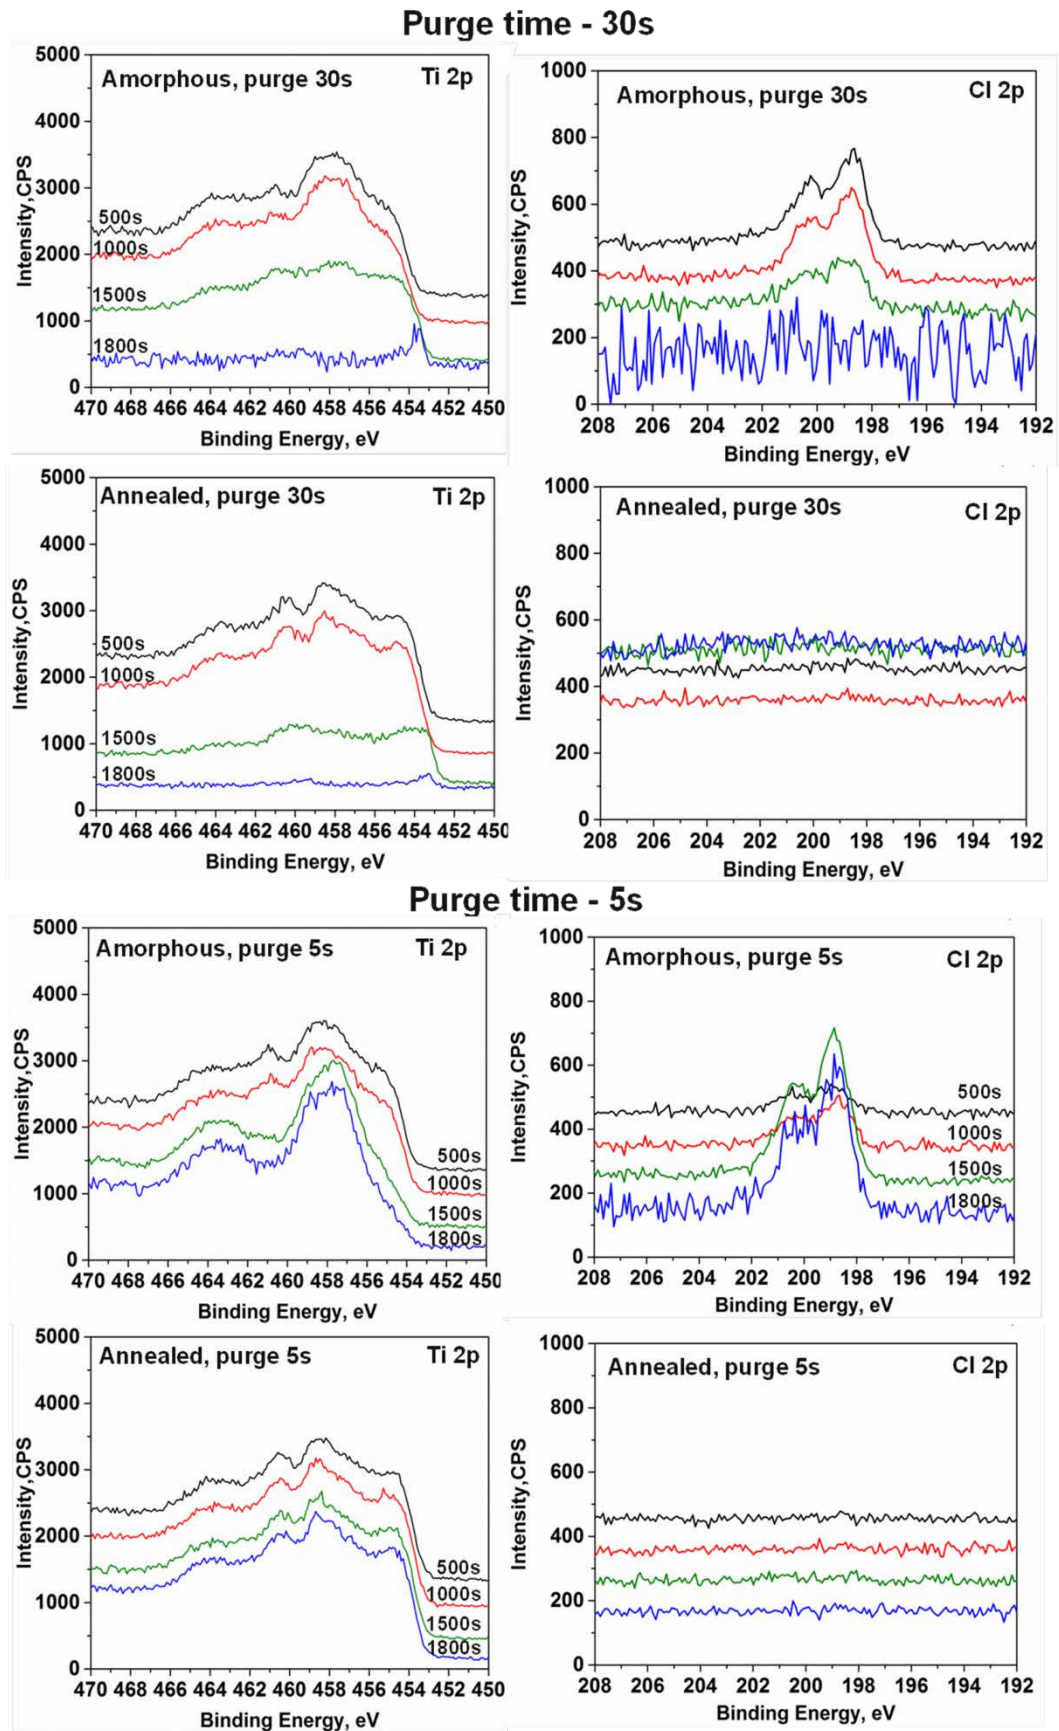 Purge time - 30s
Amorphous, purge 30s
Ti 2p
5000
4000
3000
2000
1000
0
Intensity,CPS
500s
1000s
1500s
1800s
470 468 466 464 462 460 458 456 454 452 450
Binding Energy, eV
Amorphous, purge 30s
Cl 2p
1000
800
600
400
200
0
Intensity,CPS
208 206 204 202 200 198 196 194 192
Binding Energy, eV
Annealed, purge 30s
Ti 2p
5000
4000
3000
2000
1000
0
Intensity,CPS
500s
1000s
1500s
1800s
470 468 466 464 462 460 458 456 454 452 450
Binding Energy, eV
Annealed, purge 30s
Cl 2p
1000
800
600
400
200
0
Intensity,CPS
208 206 204 202 200 198 196 194 192
Binding Energy, eV
Purge time - 5s
Amorphous, purge 5s
Ti 2p
5000
4000
3000
2000
1000
0
Intensity,CPS
500s
1000s
1500s
1800s
470 468 466 464 462 460 458 456 454 452 450
Binding Energy, eV
Amorphous, purge 5s
Cl 2p
1000
800
600
400
200
0
Intensity,CPS
500s
1000s
1500s
1800s
208 206 204 202 200 198 196 194 192
Binding Energy, eV
Annealed, purge 5s
Ti 2p
5000
4000
3000
2000
1000
0
Intensity,CPS
500s
1000s
1500s
1800s
470 468 466 464 462 460 458 456 454 452 450
Binding Energy, eV
Annealed, purge 5s
Cl 2p
1000
800
600
400
200
0
Intensity,CPS
208 206 204 202 200 198 196 194 192
Binding Energy, eV